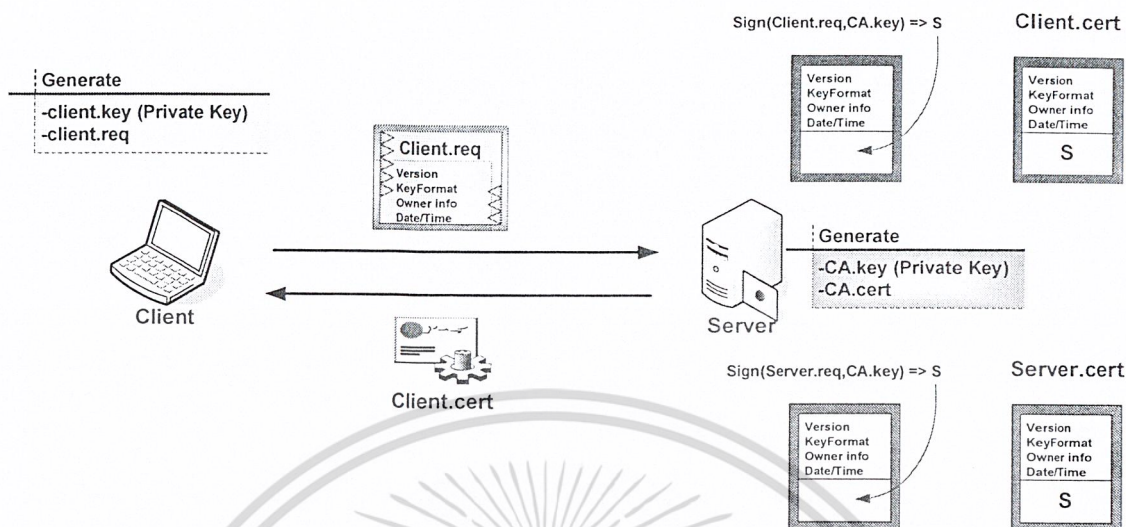 Sign(Client.req,CA.key) => S
Client.cert
Generate
-client.key (Private Key)
-client.req
Client.req
Version
KeyFormat
Owner info
Date/Time
Version
KeyFormat
Owner info
Date/Time
Version
KeyFormat
Owner info
Date/Time
S
Client
Client.cert
Server
Generate
-CA.key (Private Key)
-CA.cert
Sign(Server.req,CA.key) => S
Server.cert
Version
KeyFormat
Owner info
Date/Time
Version
KeyFormat
Owner info
Date/Time
S